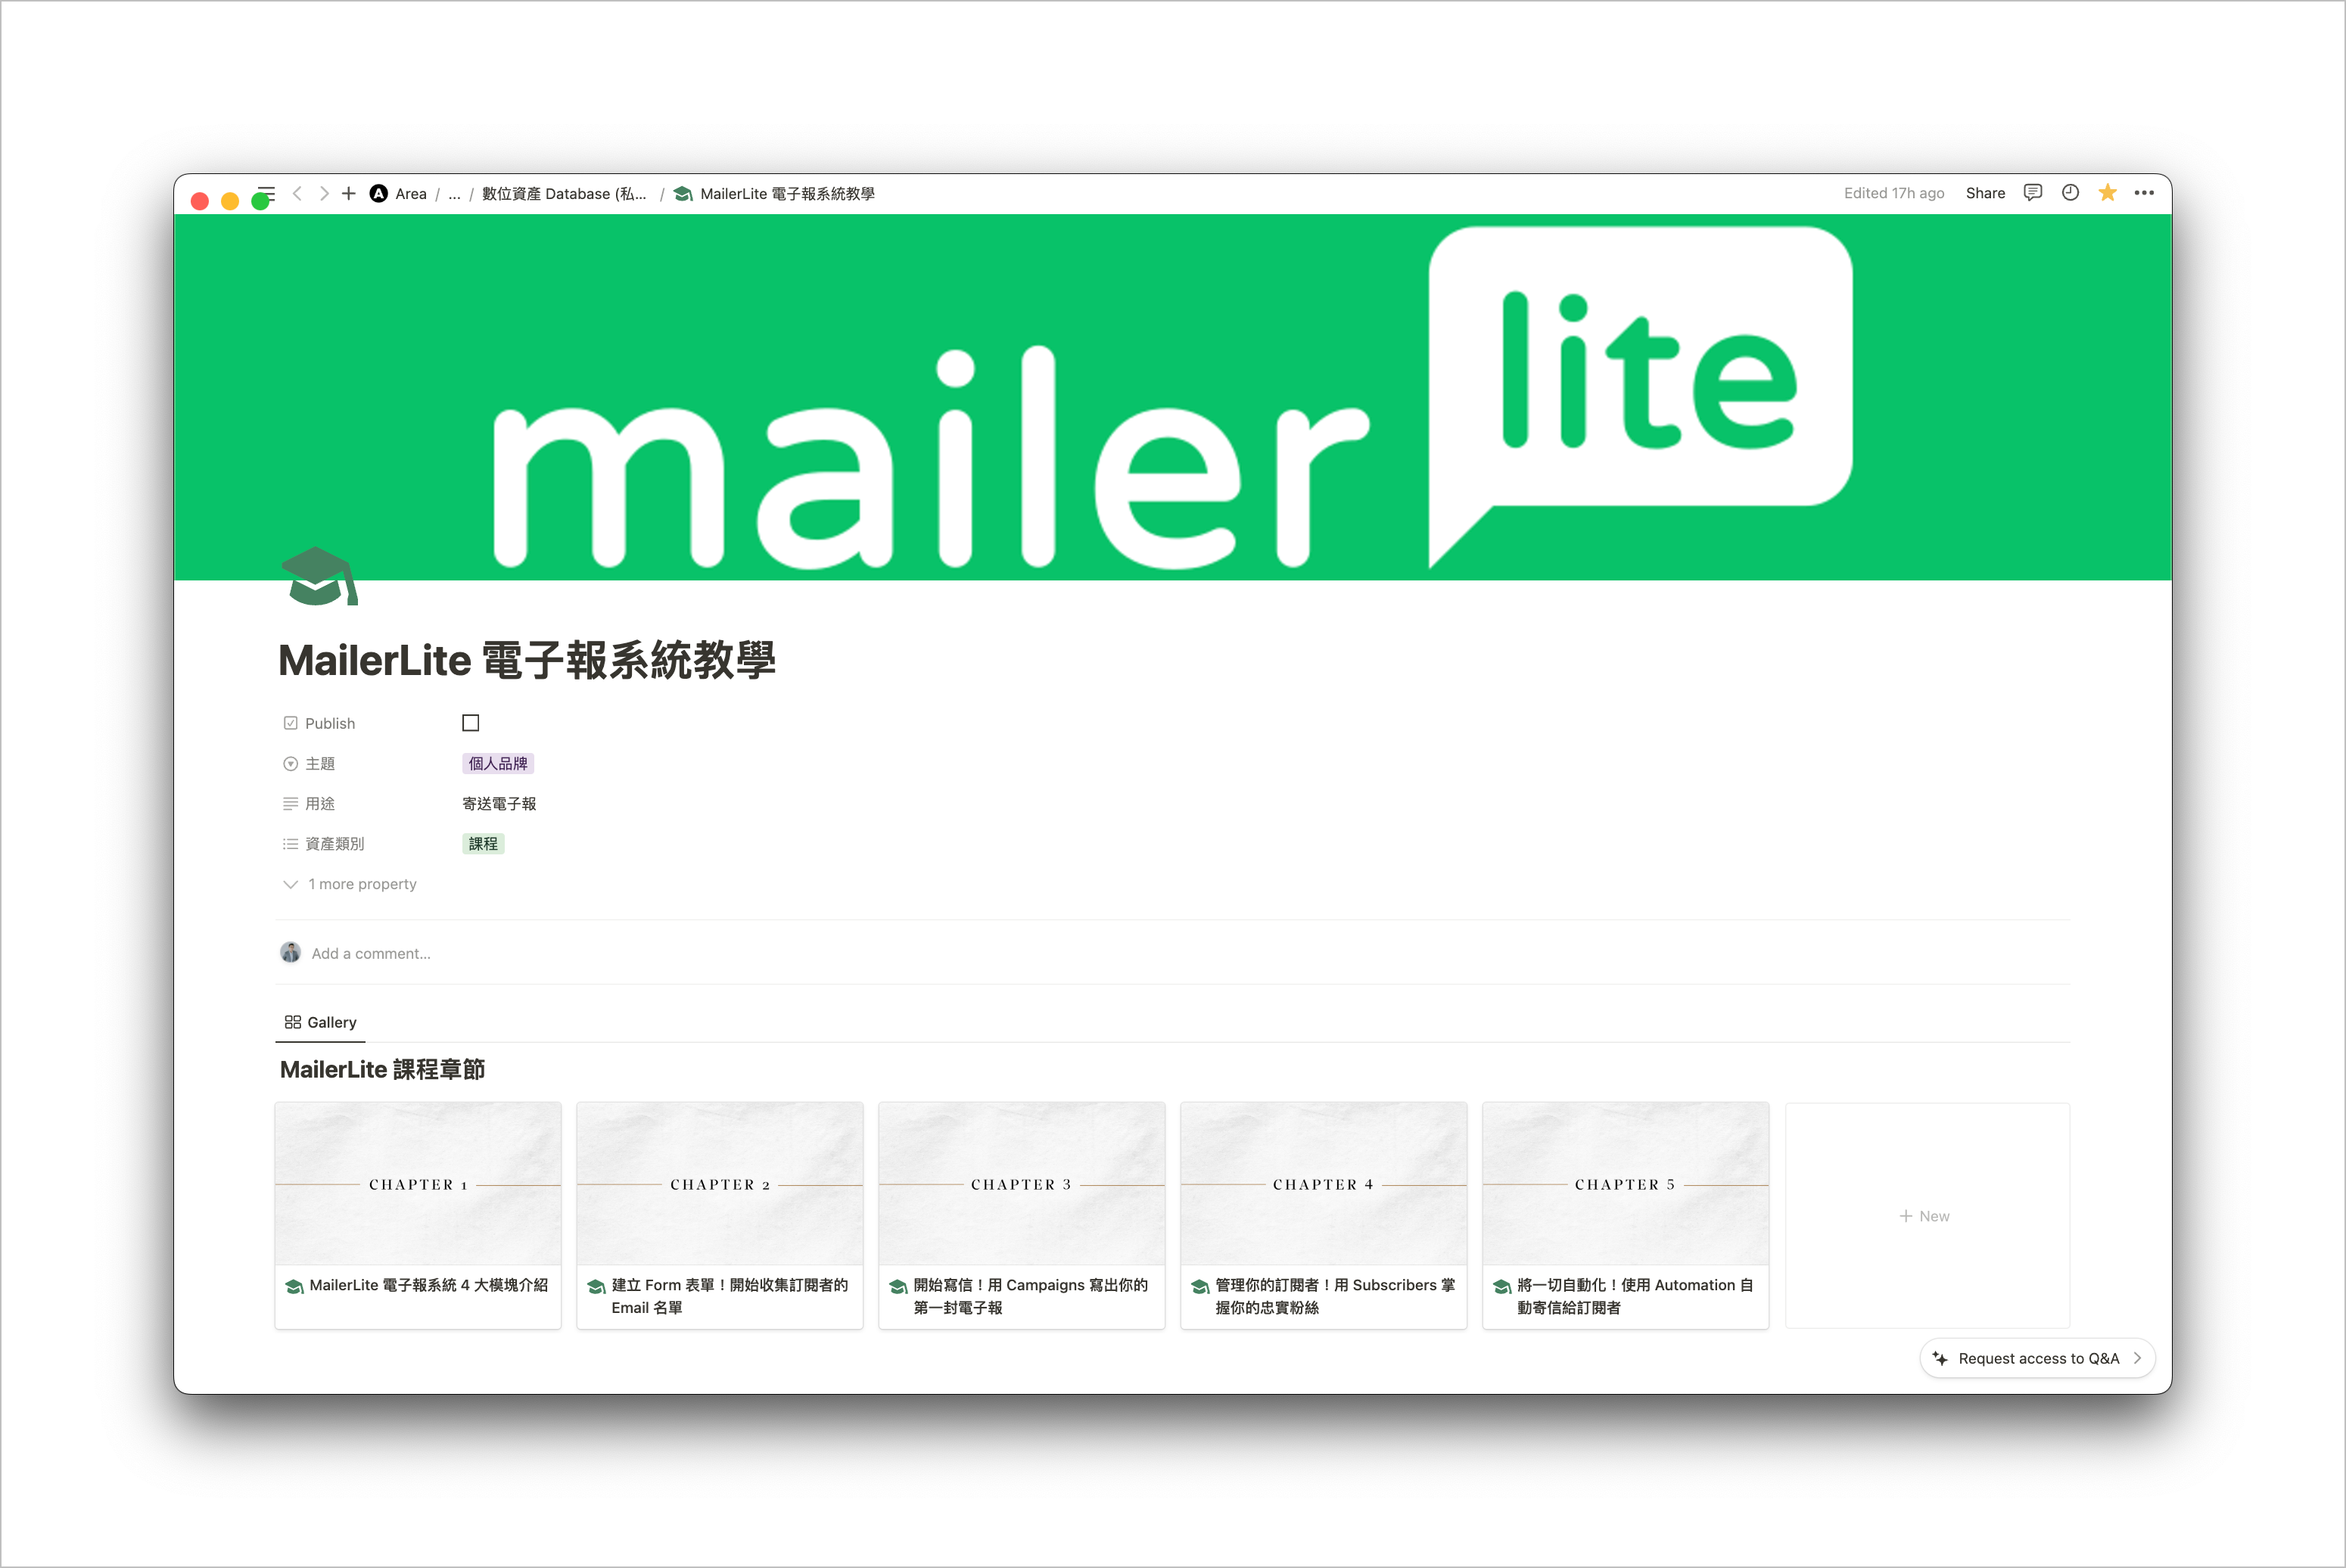 Area / ... / 數位資產 Database (私... / MailerLite 電子報系統教學
Edited 17h ago Share
mailer lite
MailerLite 電子報系統教學
Publish
主題 個人品牌
用途 寄送電子報
資產類別 課程
1 more property
Add a comment...
Gallery
MailerLite 課程章節
CHAPTER 1
MailerLite 電子報系統 4 大模塊介紹
CHAPTER 2
建立 Form 表單！開始收集訂閱者的
Email 名單
CHAPTER 3
開始寫信！用 Campaigns 寫出你的
第一封電子報
CHAPTER 4
管理你的訂閱者！用 Subscribers 掌
握你的忠實粉絲
CHAPTER 5
將一切自動化！使用 Automation 自
動寄信給訂閱者
New
Request access to Q&A